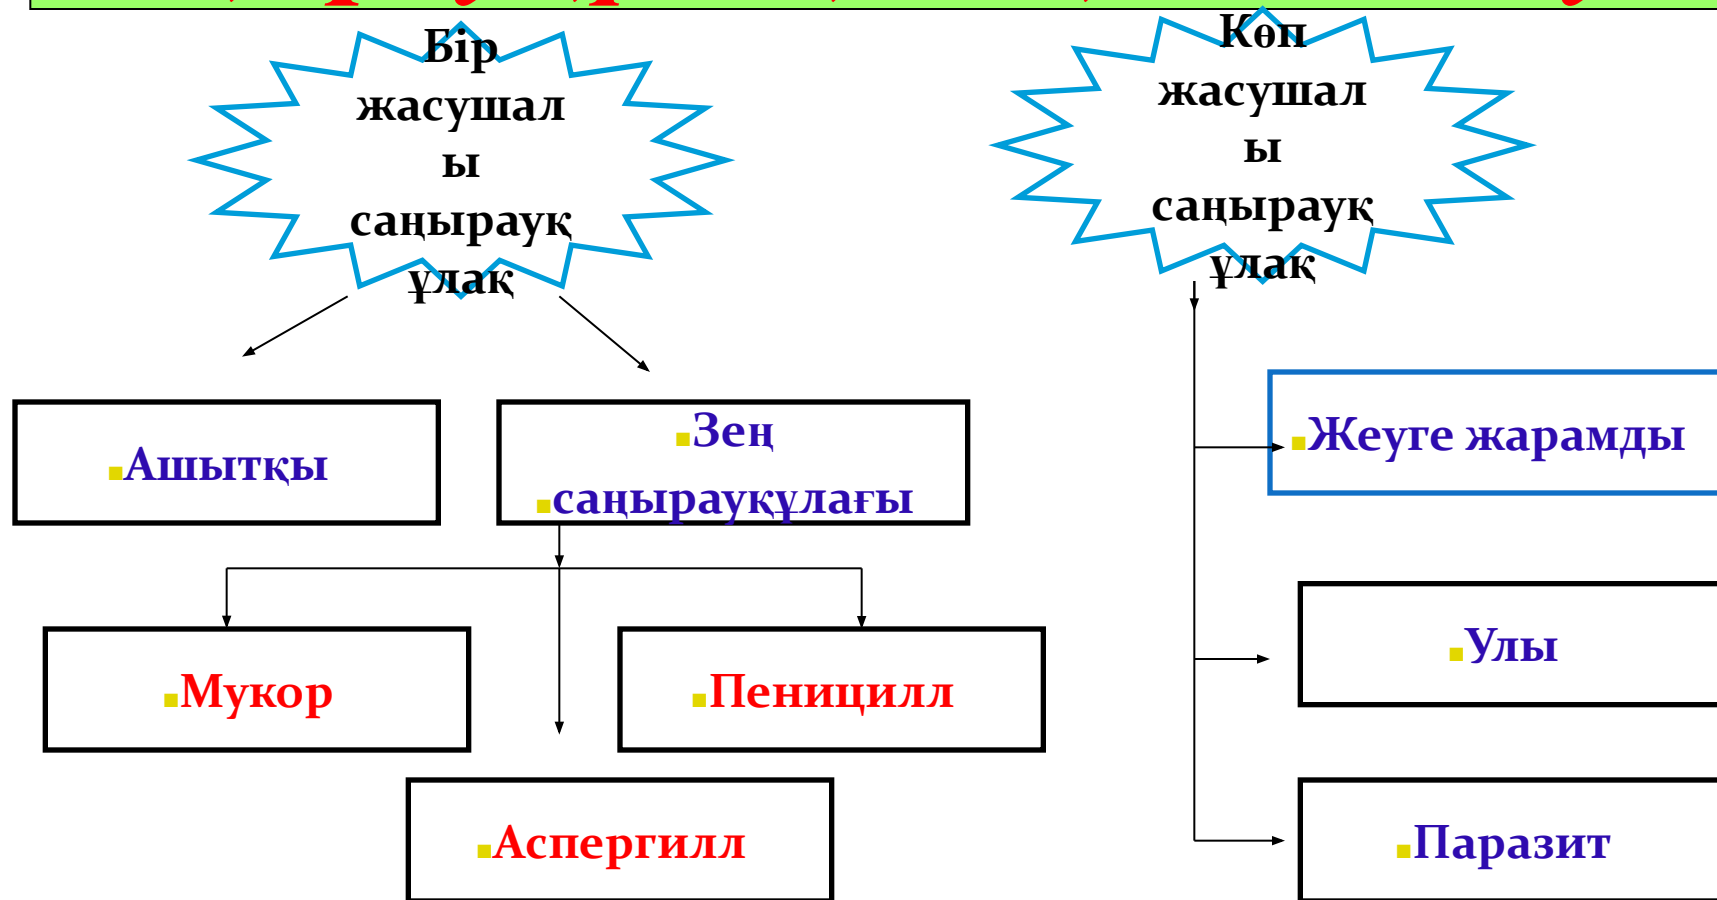 Бір
жасушал
ы
саңырауқ
ұлақ
Көп
жасушал
ы
саңырауқ
ұлақ
Ашытқы
Зең
саңырауқұлағы
Жеуге жарамды
Мукор
Пеницилл
Улы
Аспергилл
Паразит